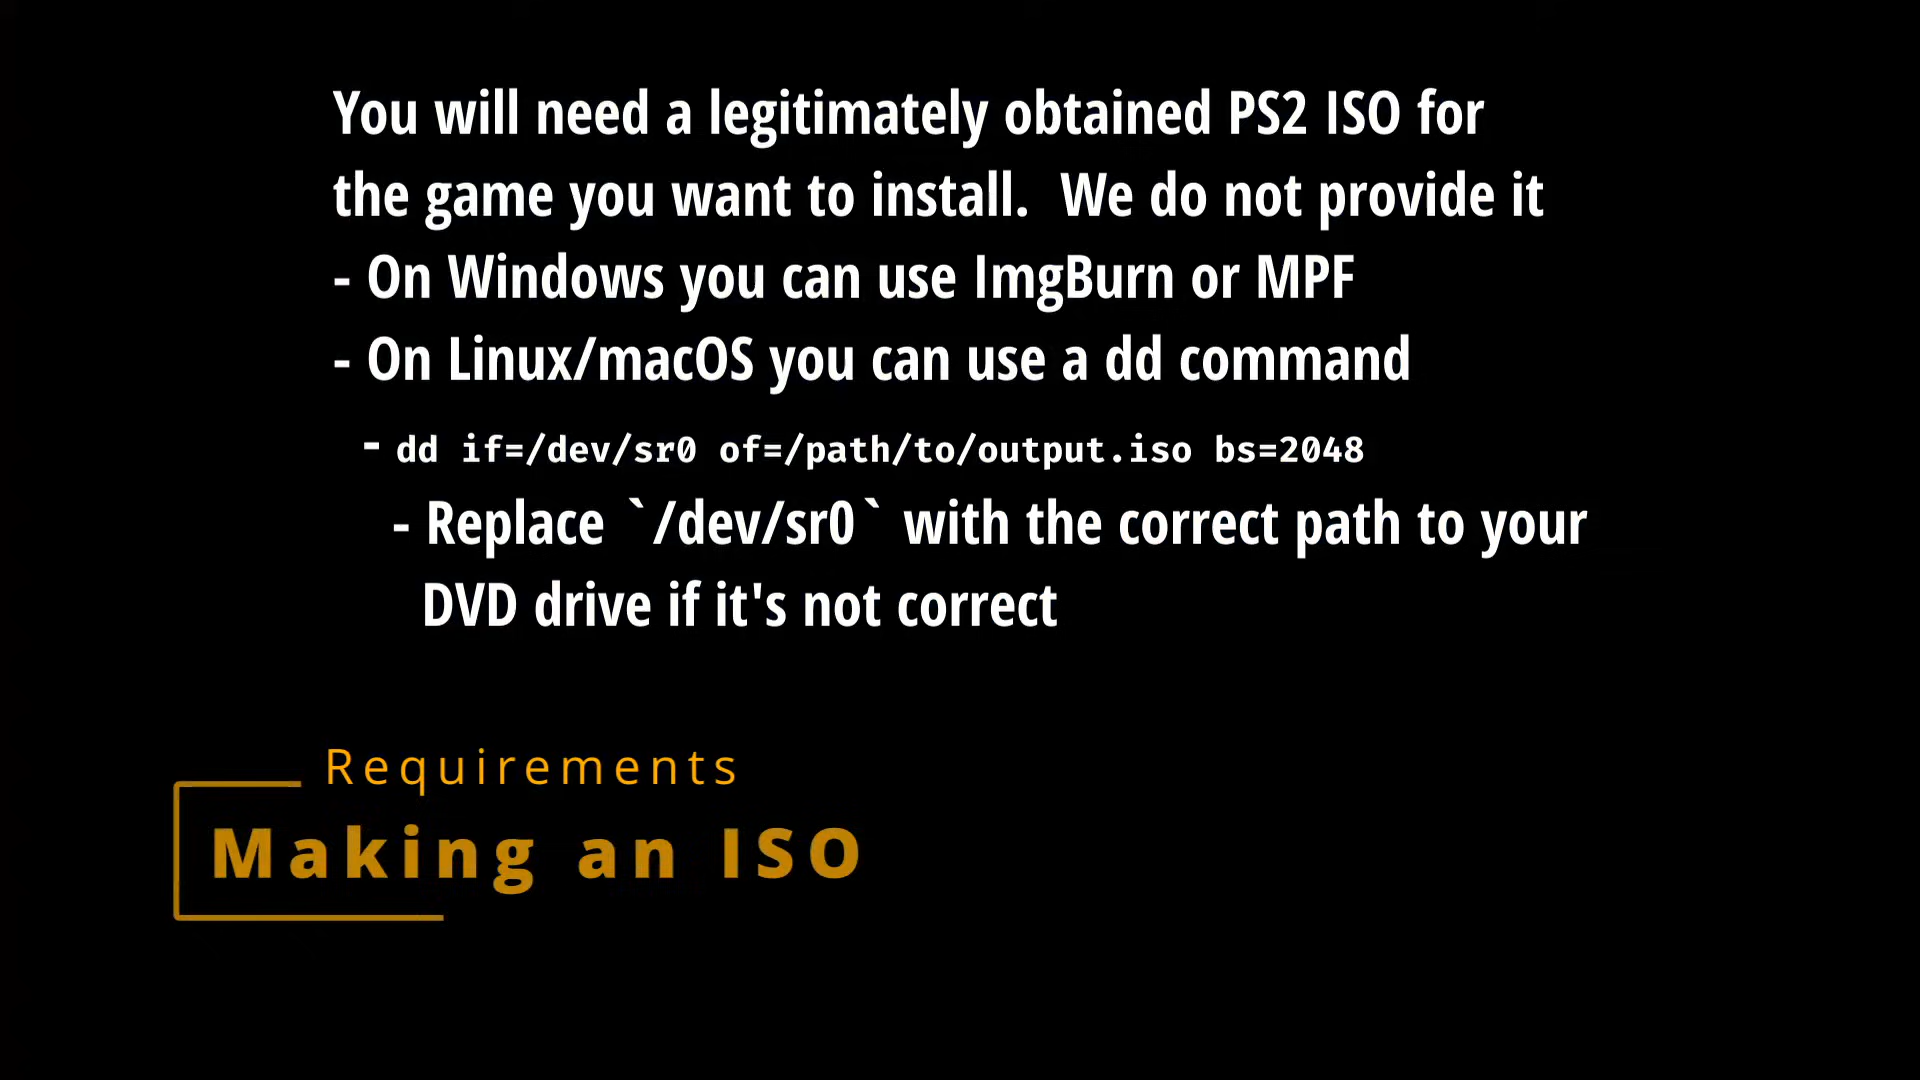 You will need a legitimately obtained PS2 ISO for
the game you want to install.  We do not provide it
- On Windows you can use ImgBurn or MPF
- On Linux/macOS you can use a dd command
- dd if=/dev/sr0 of=/path/to/output.iso bs=2048
- Replace `/dev/sr0` with the correct path to your
DVD drive if it's not correct
Requirements
Making an ISO